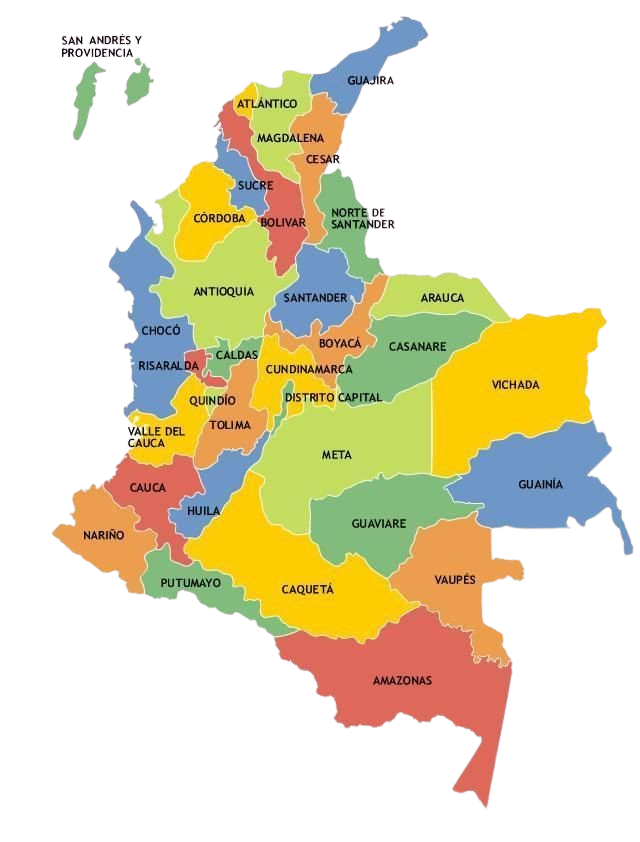 SAN ANDRÉS Y
PROVIDENCIA
GUAJIRA
ATLÁNTICO
MAGDALENA
CESAR
SUCRE
CÓRDOBA
BOLIVAR
NORTE DE
SANTANDER
ANTIOQUIA
SANTANDER
ARAUCA
CHOCÓ
BOYACÁ
CASANARE
CALDAS
RISARALDA
CUNDINAMARCA
VICHADA
QUINDÍO
DISTRITO CAPITAL
TOLIMA
VALLE DEL
CAUCA
META
CAUCA
GUAINÍA
HUILA
GUAVIARE
NARIÑO
VAUPÉS
PUTUMAYO
CAQUETÁ
AMAZONAS